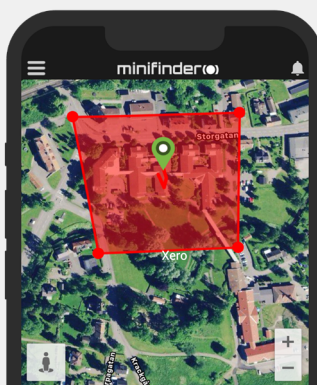 minifinder
Storgatan
Xero
+
−